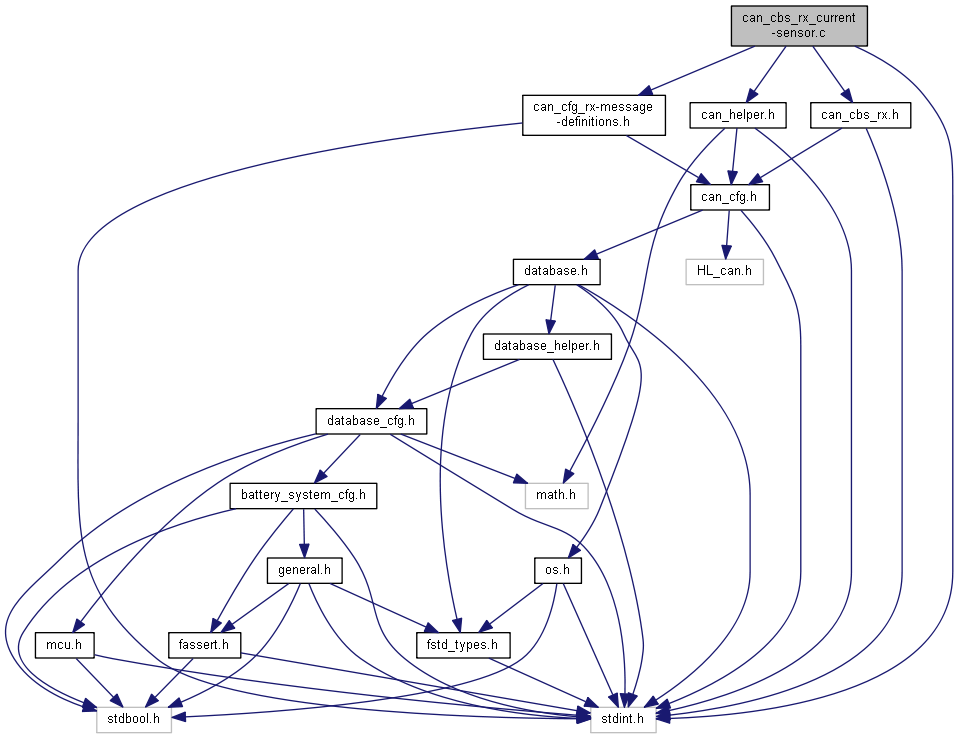 can_cbs_rx_current
-sensor.c
can_cfg_rx-message
-definitions.h
can_helper.h
can_cbs_rx.h
can_cfg.h
database.h
HL_can.h
database_helper.h
database_cfg.h
battery_system_cfg.h
math.h
general.h
os.h
mcu.h
fassert.h
fstd_types.h
stdbool.h
stdint.h